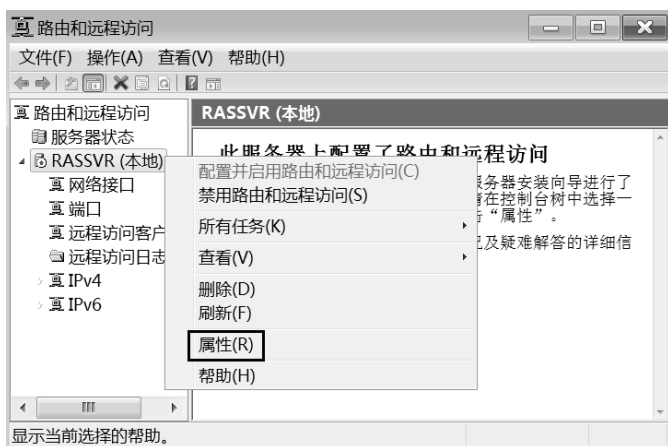 路由和远程访问
文件(F) 操作(A) 查看(V) 帮助(H)
路由和远程访问
服务器状态
RASSVR (本地)
网络接口
端口
远程访问客户
远程访问日志
IPv4
IPv6
RASSVR (本地)
此服务器上配置了路由和远程访问
服务器安装向导进行了
在控制台树中选择一
“属性”。
及疑难解答的详细信
配置并启用路由和远程访问(C)
禁用路由和远程访问(S)
所有任务(K)
查看(V)
删除(D)
刷新(F)
属性(R)
帮助(H)
显示当前选择的帮助。